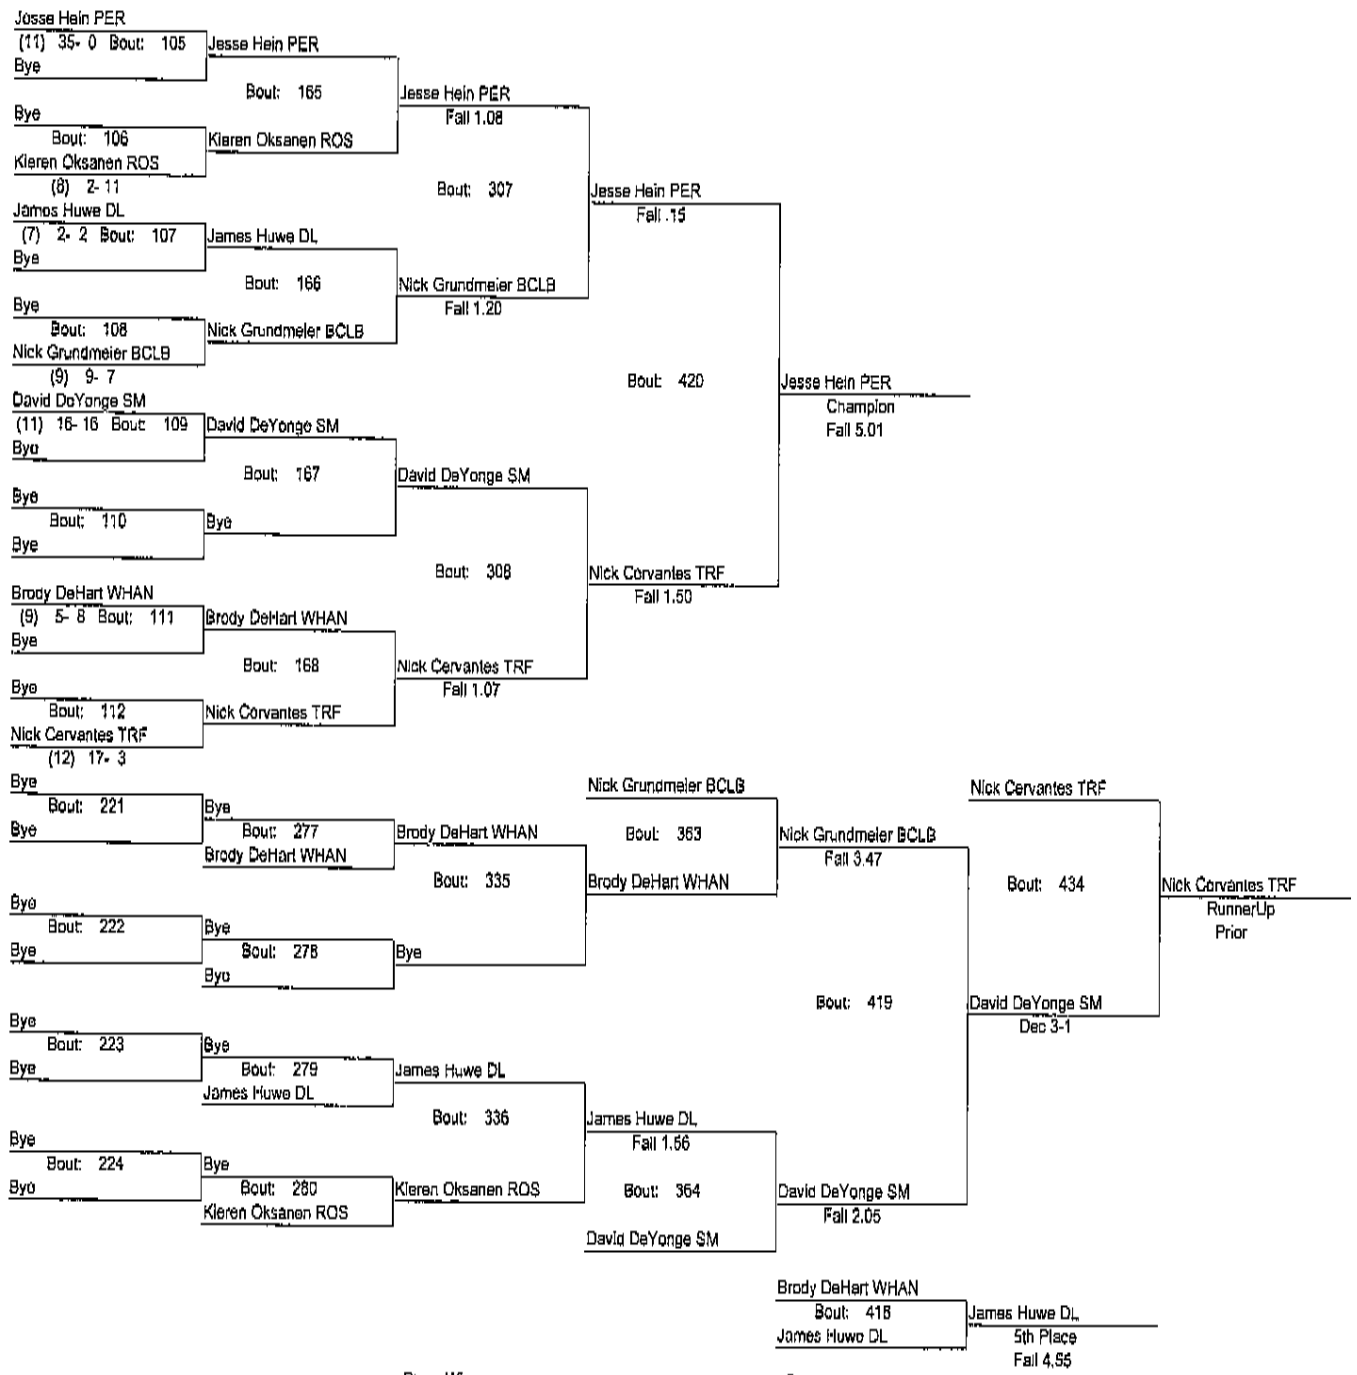 Jesse Hein PER
(11) 35- 0 Bout: 105 Jesse Hein PER
Bye
Bout: 165 Jesse Hein PER
Fall 1.08
Bye
Bout: 106 Kieren Oksanen ROS
Kieren Oksanen ROS
(8) 2- 11
Bout: 307 Jesse Hein PER
Fall .15
James Huwe DL
(7) 2- 2 Bout: 107 James Huwe DL
Bye
Bout: 166 Nick Grundmeier BCLB
Fall 1.20
Bye
Bout: 108 Nick Grundmeier BCLB
Nick Grundmeier BCLB
(9) 9- 7
Bout: 420 Jesse Hein PER
Champion
Fall 5.01
David DeYonge SM
(11) 16- 16 Bout: 109 David DeYonge SM
Bye
Bout: 167 David DeYonge SM
Bye
Bout: 110 Bye
Bye
Bout: 308 Nick Cervantes TRF
Fall 1.50
Brody DeHart WHAN
(9) 5- 8 Bout: 111 Brody DeHart WHAN
Bye
Bout: 168 Nick Cervantes TRF
Fall 1.07
Bye
Bout: 112 Nick Cervantes TRF
Nick Cervantes TRF
(12) 17- 3
Bye
Bout: 221 Bye
Bye
Bout: 277 Brody DeHart WHAN
Brody DeHart WHAN
Bout: 335 Brody DeHart WHAN
Bye
Bout: 222 Bye
Bye
Bout: 278 Bye
Bye
Nick Grundmeier BCLB
Bout: 363 Nick Grundmeier BCLB
Fall 3.47
Nick Cervantes TRF
Bout: 434 Nick Cervantes TRF
RunnerUp
Prior
Bout: 419 David DeYonge SM
Dec 3-1
Bye
Bout: 223 Bye
Bye
Bout: 279 James Huwe DL
James Huwe DL
Bout: 336 James Huwe DL
Fall 1.56
Bye
Bout: 224 Bye
Bye
Bout: 280 Kieren Oksanen ROS
Kieren Oksanen ROS
Bout: 364 David DeYonge SM
Fall 2.05
David DeYonge SM
Brody DeHart WHAN
Bout: 418 James Huwe DL
James Huwe DL
5th Place
Fall 4.55